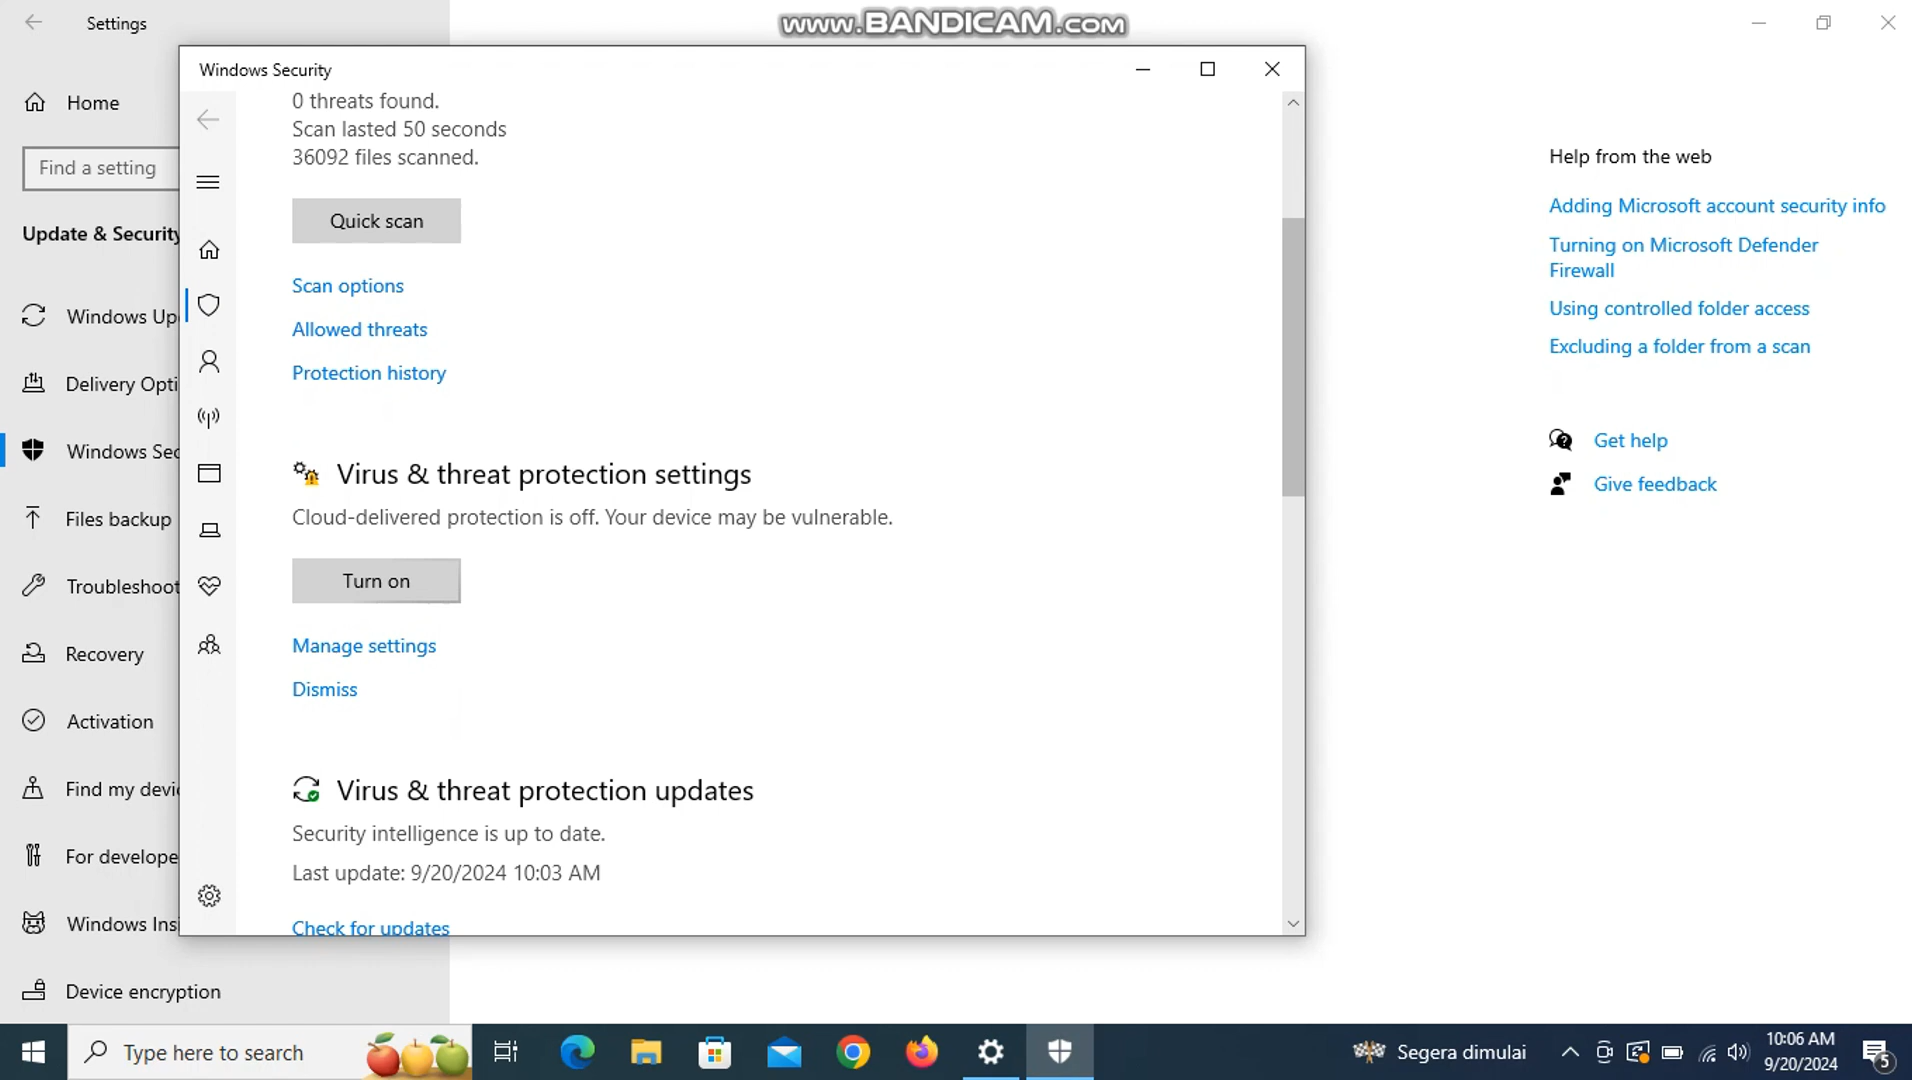 Settings
www.BANDICAM.com
Home
Find a setting
Update & Security
Windows Up
Delivery Opti
Windows Sec
Files backup
Troubleshoot
Recovery
Activation
Find my devic
For develope
Windows Insi
Device encryption
Windows Security
0 threats found.
Scan lasted 50 seconds
36092 files scanned.
Quick scan
Scan options
Allowed threats
Protection history
Virus & threat protection settings
Cloud-delivered protection is off. Your device may be vulnerable.
Turn on
Manage settings
Dismiss
Virus & threat protection updates
Security intelligence is up to date.
Last update: 9/20/2024 10:03 AM
Check for updates
Help from the web
Adding Microsoft account security info
Turning on Microsoft Defender
Firewall
Using controlled folder access
Excluding a folder from a scan
Get help
Give feedback
Type here to search
Segera dimulai
10:06 AM
9/20/2024
5